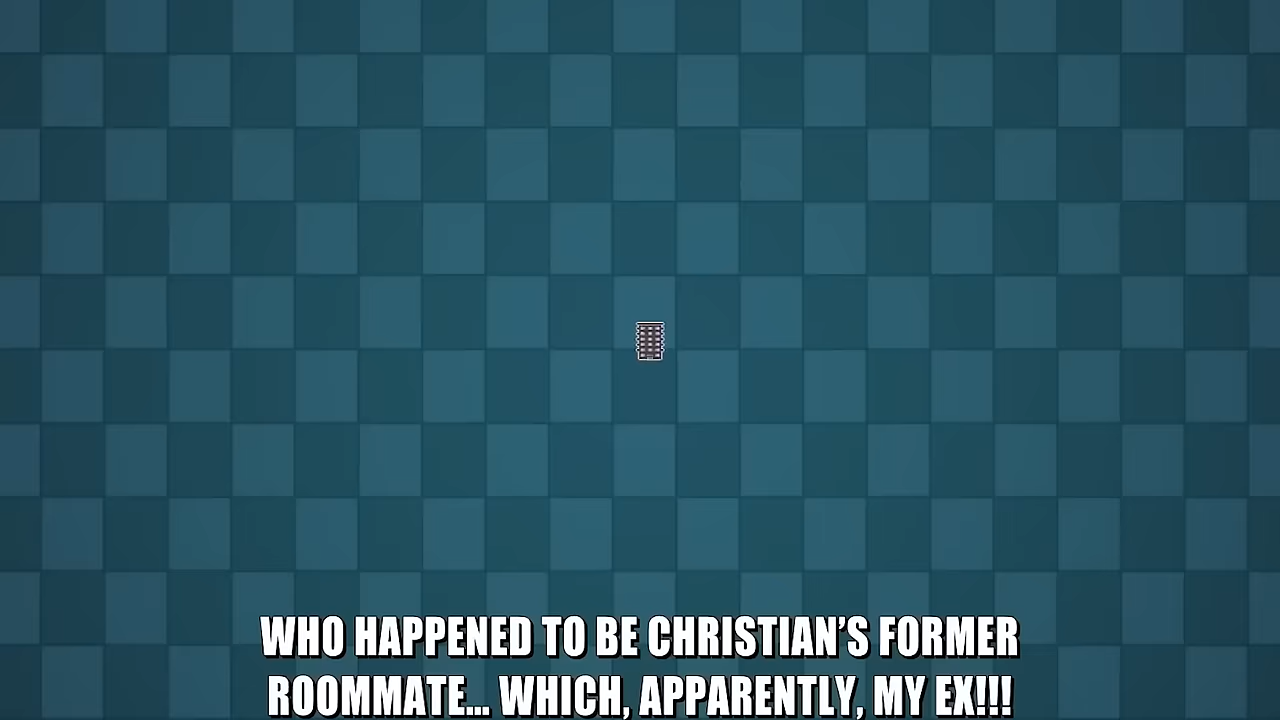 WHO HAPPENED TO BE CHRISTIAN’S FORMER
ROOMMATE... WHICH, APPARENTLY, MY EX!!!